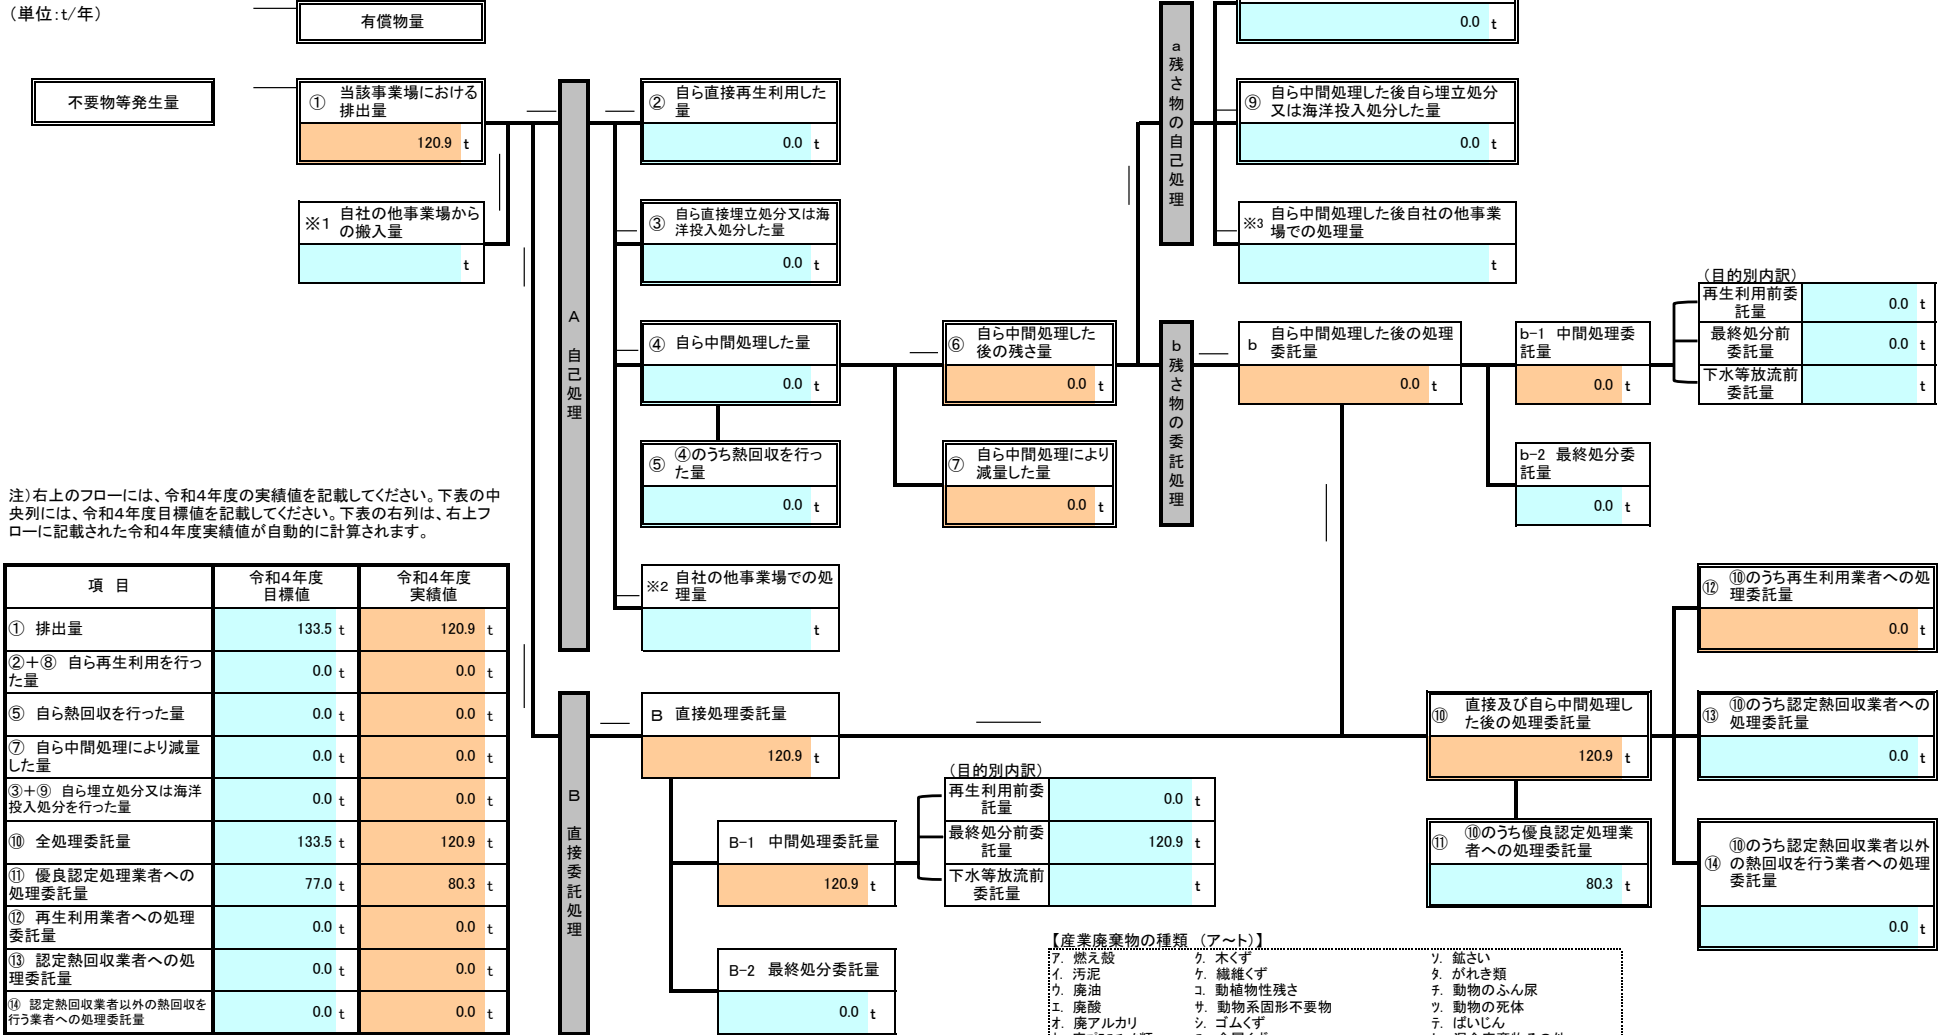 (単位:t/年)
有償物量
0.0 t
不要物等発生量
① 当該事業場における
排出量
120.9 t
※1 自社の他事業場から
の搬入量
t
A 自己処理
② 自ら直接再生利用した
量
0.0 t
③ 自ら直接埋立処分又は海
洋投入処分した量
0.0 t
④ 自ら中間処理した量
0.0 t
⑤ ④のうち熱回収を行っ
た量
0.0 t
※2 自社の他事業場での処
理量
t
⑥ 自ら中間処理した
後の残さ量
0.0 t
⑦ 自ら中間処理により
減量した量
0.0 t
a 残さ物の自己処理
⑨ 自ら中間処理した後自ら埋立処分
又は海洋投入処分した量
0.0 t
※3 自ら中間処理した後自社の他事業
場での処理量
t
b 残さ物の委託処理
b 自ら中間処理した後の処理
委託量
0.0 t
b-1 中間処理委
託量
0.0 t
b-2 最終処分委
託量
0.0 t
(目的別内訳)
再生利用前委
託量
0.0 t
最終処分前
委託量
0.0 t
下水等放流前
委託量
t
注)右上のフローには、令和4年度の実績値を記載してください。下表の中
央列には、令和4年度目標値を記載してください。下表の右列は、右上フ
ローに記載された令和4年度実績値が自動的に計算されます。
項 目 令和4年度
目標値 令和4年度
実績値
① 排出量 133.5 t 120.9 t
②+⑧ 自ら再生利用を行っ
た量 0.0 t 0.0 t
⑤ 自ら熱回収を行った量 0.0 t 0.0 t
⑦ 自ら中間処理により減量
した量 0.0 t 0.0 t
③+⑨ 自ら埋立処分又は海洋
投入処分を行った量 0.0 t 0.0 t
⑩ 全処理委託量 133.5 t 120.9 t
⑪ 優良認定処理業者への
処理委託量 77.0 t 80.3 t
⑫ 再生利用業者への処理
委託量 0.0 t 0.0 t
⑬ 認定熱回収業者への処
理委託量 0.0 t 0.0 t
⑭ 認定熱回収業者以外の熱回収を
行う業者への処理委託量 0.0 t 0.0 t
B 直接委託処理
B 直接処理委託量
120.9 t
B-1 中間処理委託量
120.9 t
B-2 最終処分委託量
0.0 t
(目的別内訳)
再生利用前委
託量
0.0 t
最終処分前委
託量
120.9 t
下水等放流前
委託量
t
⑩ 直接及び自ら中間処理し
た後の処理委託量
120.9 t
⑪ ⑩のうち優良認定処理業
者への処理委託量
80.3 t
⑫ ⑩のうち再生利用業者への処
理委託量
0.0 t
⑬ ⑩のうち認定熱回収業者への
処理委託量
0.0 t
⑭ ⑩のうち認定熱回収業者以外
の熱回収を行う業者への処理
委託量
0.0 t
【産業廃棄物の種類 (ア～ト)】
ア. 燃え殻 ク. 木くず ソ. 鉱さい
イ. 汚泥 ケ. 繊維くず タ. がれき類
ウ. 廃油 コ. 動植物性残さ チ. 動物のふん尿
エ. 廃酸 サ. 動物系固形不要物 ツ. 動物の死体
オ. 廃アルカリ シ. ゴムくず テ. ばいじん